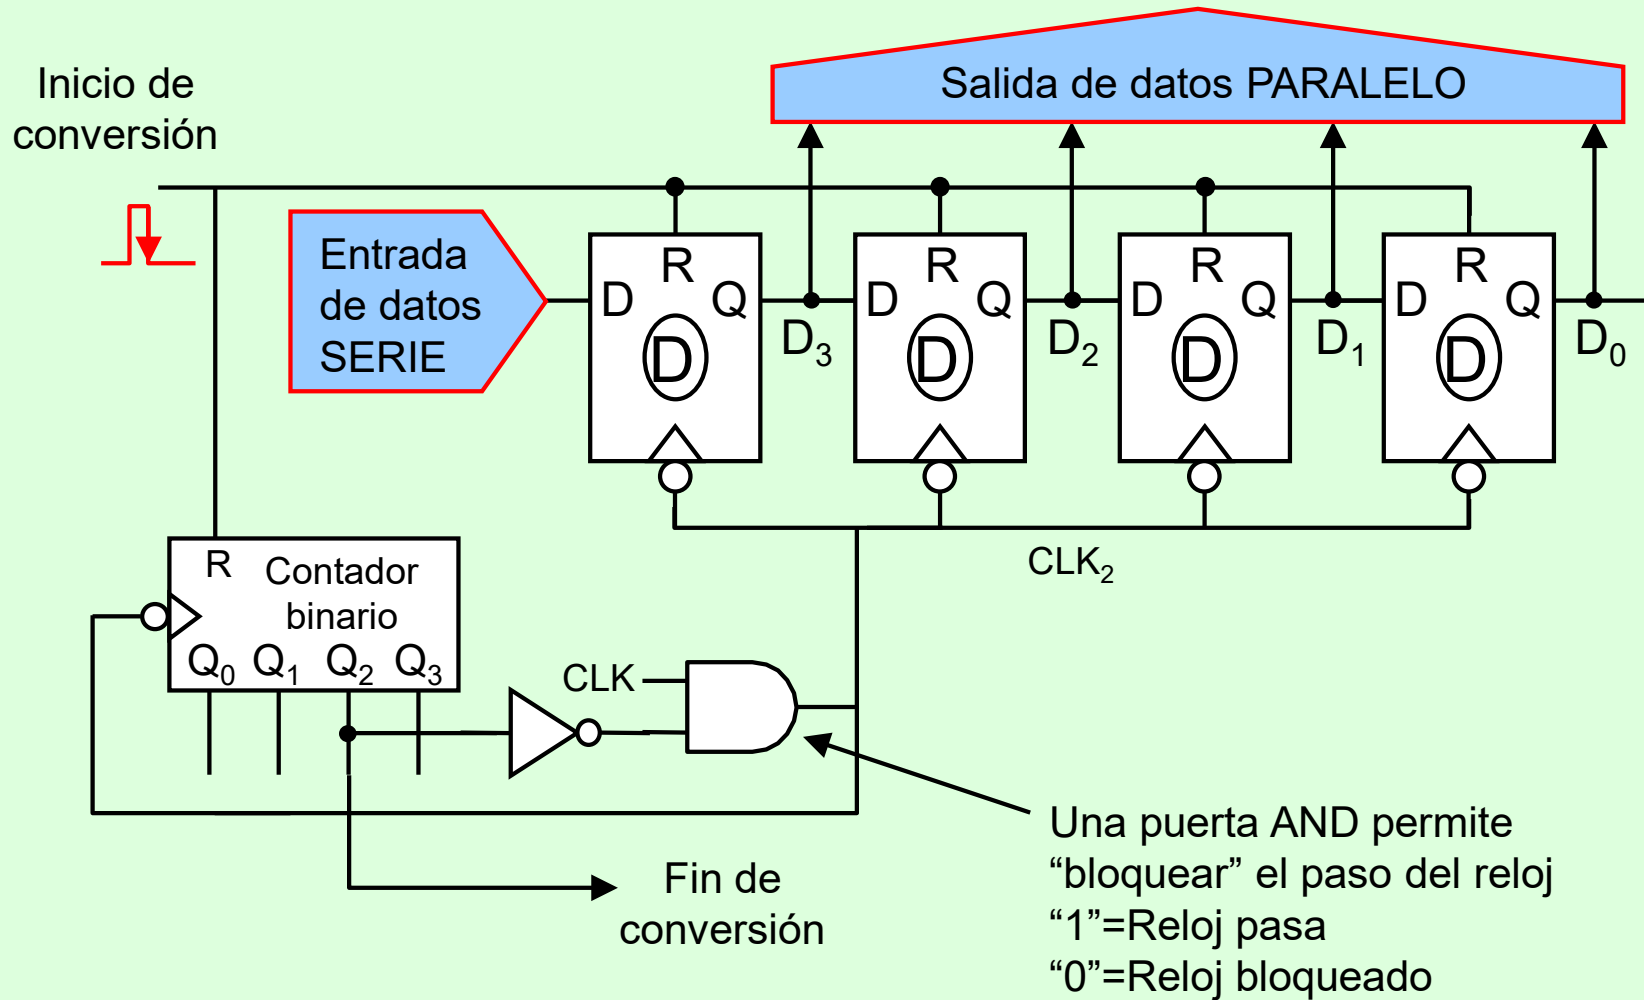 Salida de datos PARALELO
Inicio de
conversión
Entrada
de datos
SERIE
R
D Q
D
D₃
R
D Q
D
D₂
R
D Q
D
D₁
R
D Q
D
D₀
CLK₂
R Contador
binario
Q₀ Q₁ Q₂ Q₃
CLK
Fin de
conversión
Una puerta AND permite
“bloquear” el paso del reloj
“1”=Reloj pasa
“0”=Reloj bloqueado